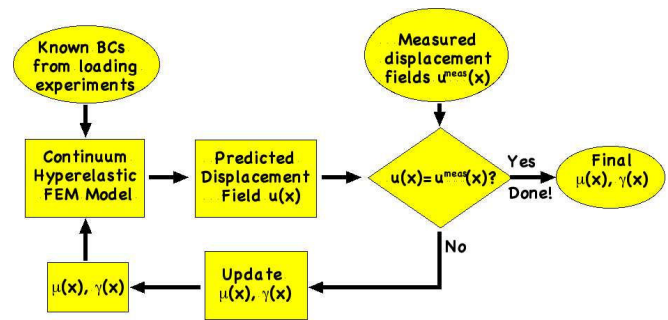 Known BCs
from loading
experiments
Measured
displacement
fields u^meas(x)
Continuum
Hyperelastic
FEM Model
Predicted
Displacement
Field u(x)
u(x)= u^meas(x)?
Yes
Done!
Final
μ(x), γ(x)
No
Update
μ(x), γ(x)
μ(x), γ(x)